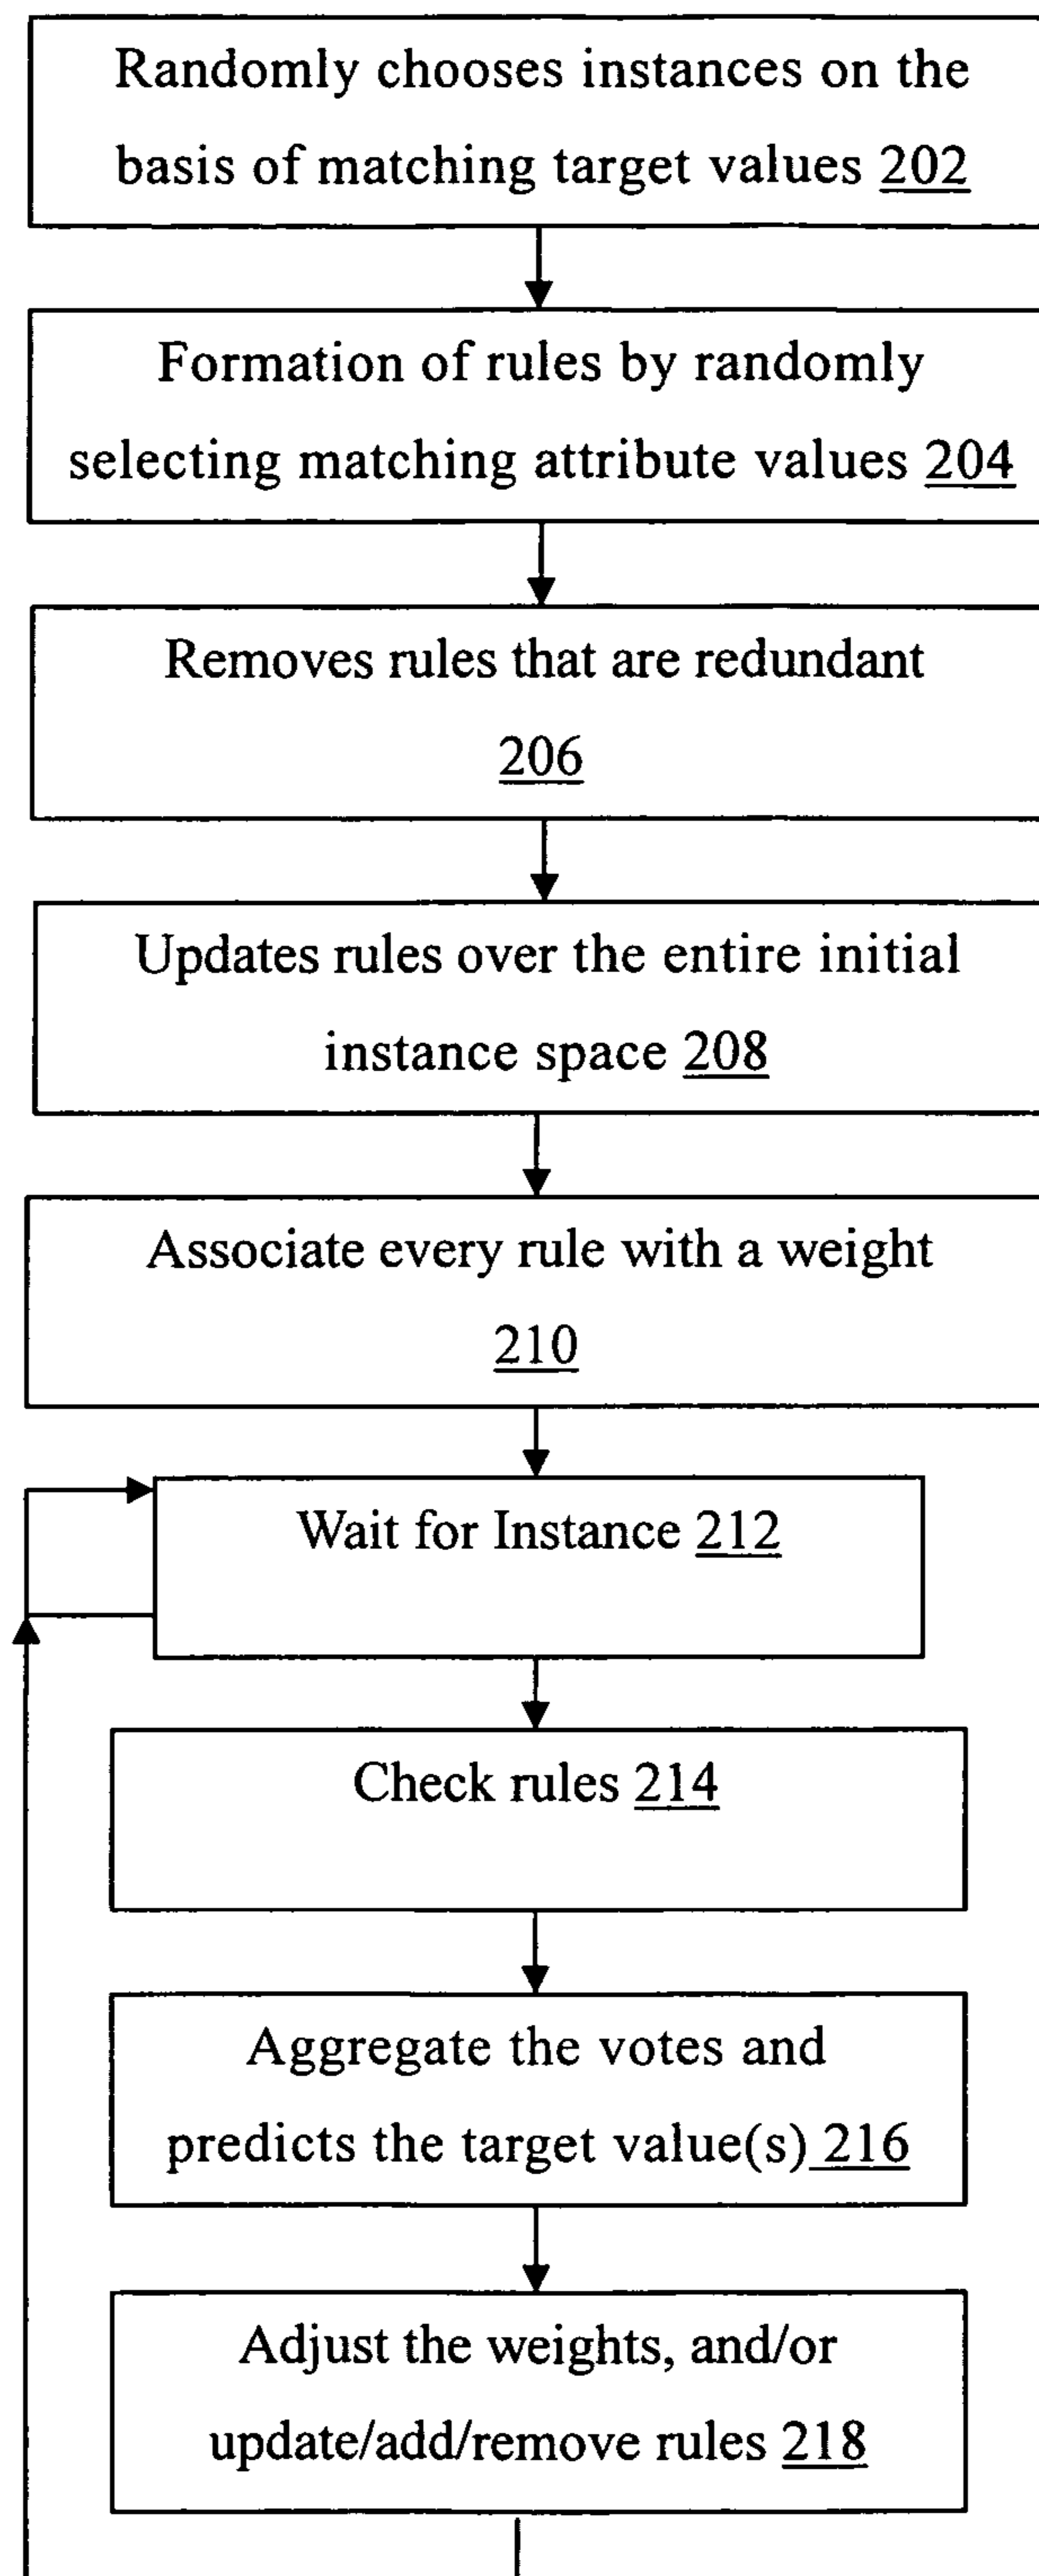 Randomly chooses instances on the
basis of matching target values 202
Formation of rules by randomly
selecting matching attribute values 204
Removes rules that are redundant
206
Updates rules over the entire initial
instance space 208
Associate every rule with a weight
210
Wait for Instance 212
Check rules 214
Aggregate the votes and
predicts the target value(s) 216
Adjust the weights, and/or
update/add/remove rules 218